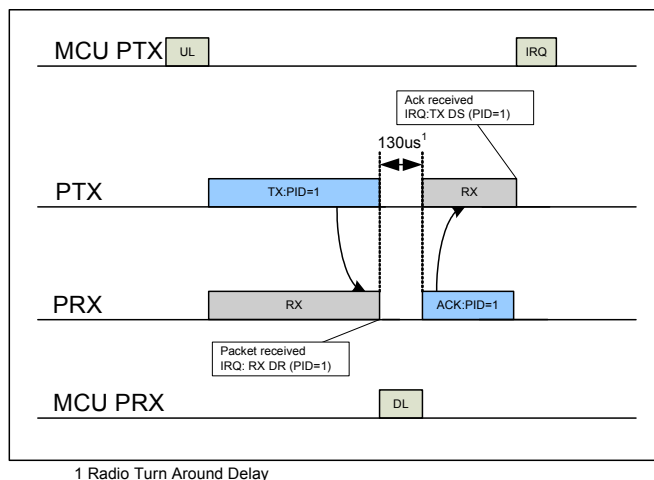 MCU PTX
UL
IRQ
Ack received
IRQ:TX DS (PID=1)
130us1
PTX
TX:PID=1
RX
PRX
RX
ACK:PID=1
Packet received
IRQ: RX DR (PID=1)
MCU PRX
DL
1 Radio Turn Around Delay